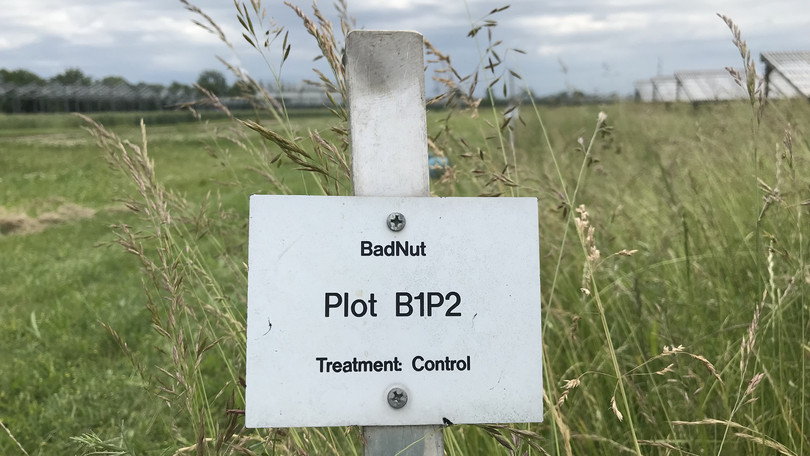 BadNut
Plot B1P2
Treatment: Control